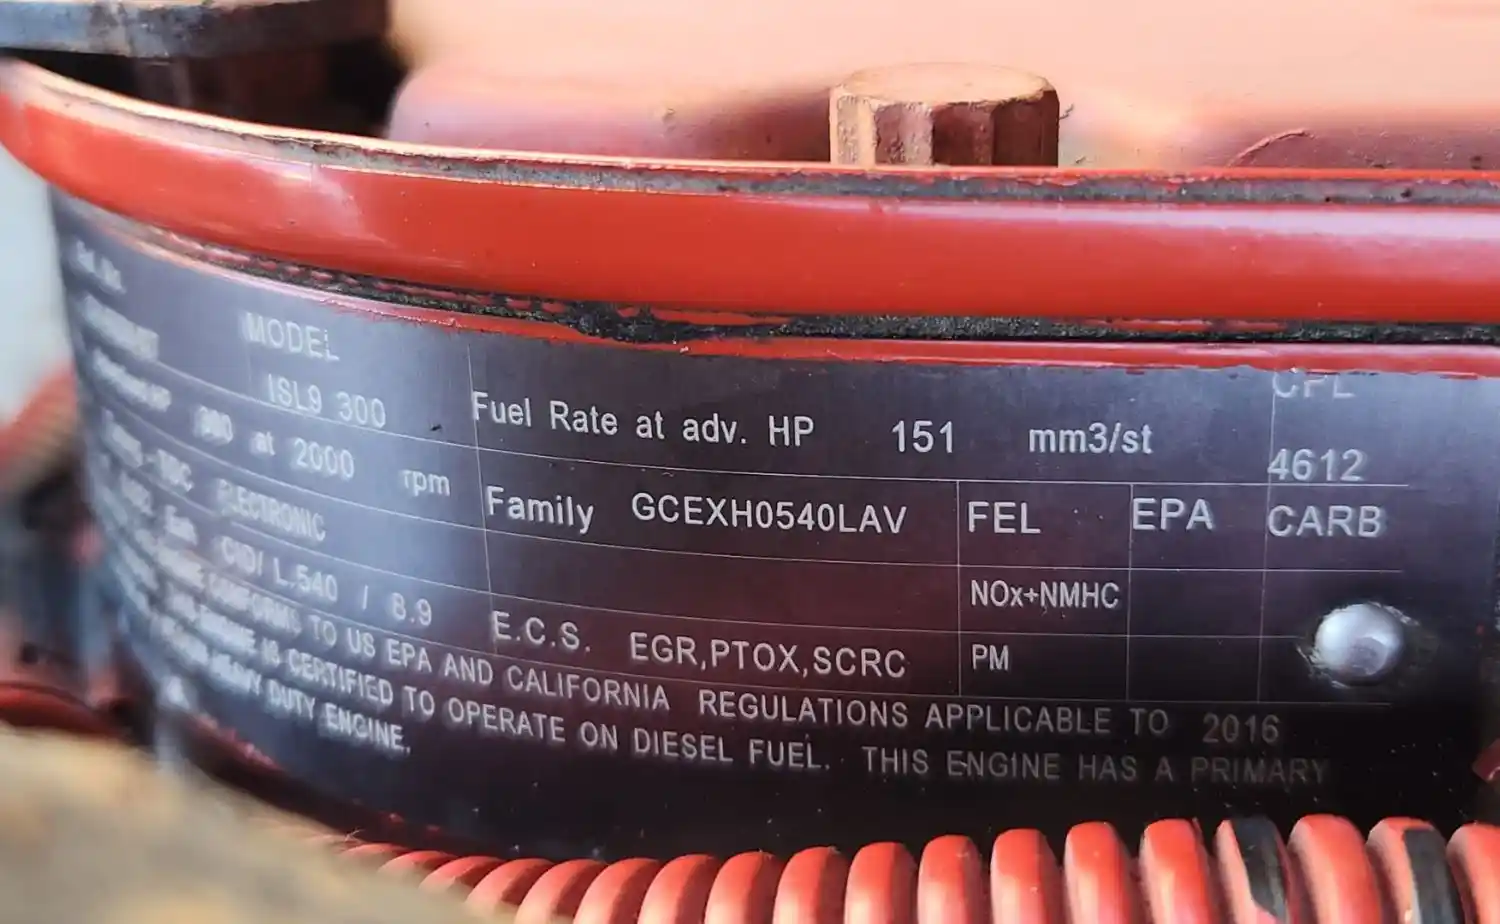 MODEL
ISL9 300
Fuel Rate at adv. HP 151 mm3/st
CPL
4612
at 2000 rpm
Family GCEXH0540LAV
FEL EPA CARB
ELECTRONIC
NOx+NMHC
CID/ L.540 / 8.9
E.C.S. EGR,PTOX,SCRC
PM
CONFORMS TO US EPA AND CALIFORNIA REGULATIONS APPLICABLE TO 2016
ENGINE IS CERTIFIED TO OPERATE ON DIESEL FUEL. THIS ENGINE HAS A PRIMARY
HEAVY DUTY ENGINE.